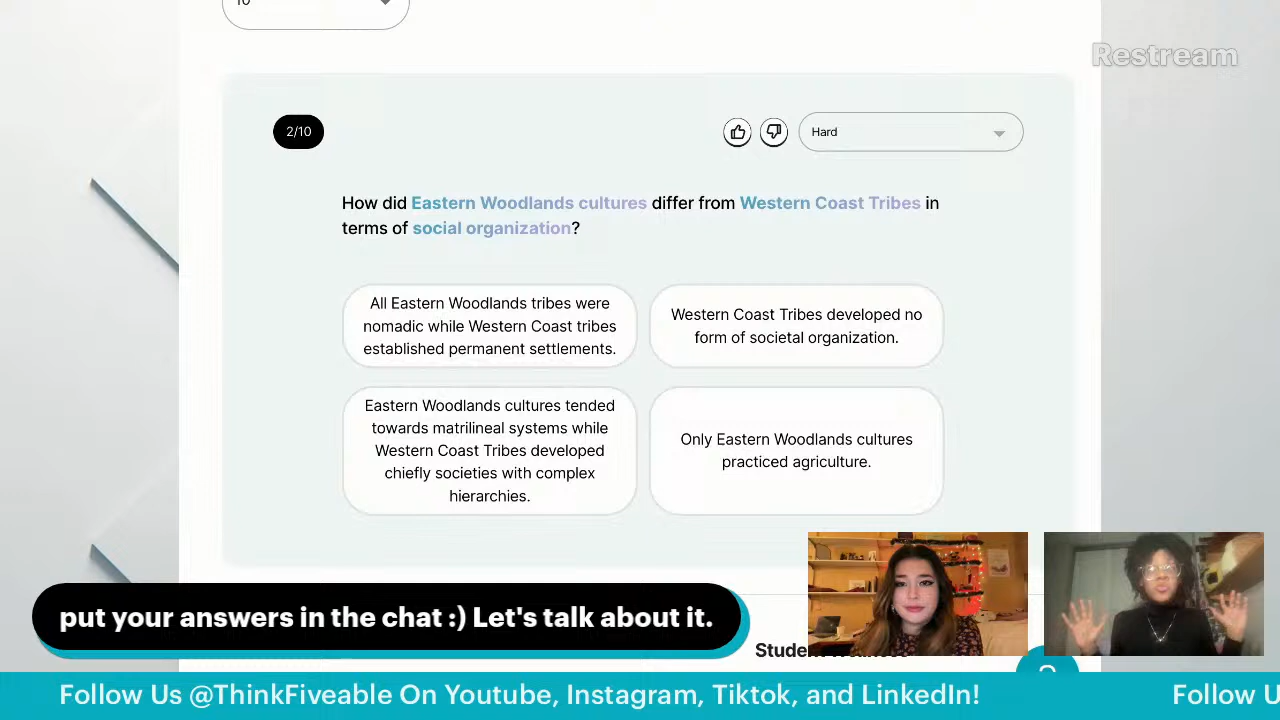 10
Restream
2/10
Hard
How did Eastern Woodlands cultures differ from Western Coast Tribes in
terms of social organization?
All Eastern Woodlands tribes were
nomadic while Western Coast tribes
established permanent settlements.
Western Coast Tribes developed no
form of societal organization.
Eastern Woodlands cultures tended
towards matrilineal systems while
Western Coast Tribes developed
chiefly societies with complex
hierarchies.
Only Eastern Woodlands cultures
practiced agriculture.
put your answers in the chat :) Let's talk about it.
Student
Follow Us @ThinkFiveable On Youtube, Instagram, Tiktok, and LinkedIn!
Follow U